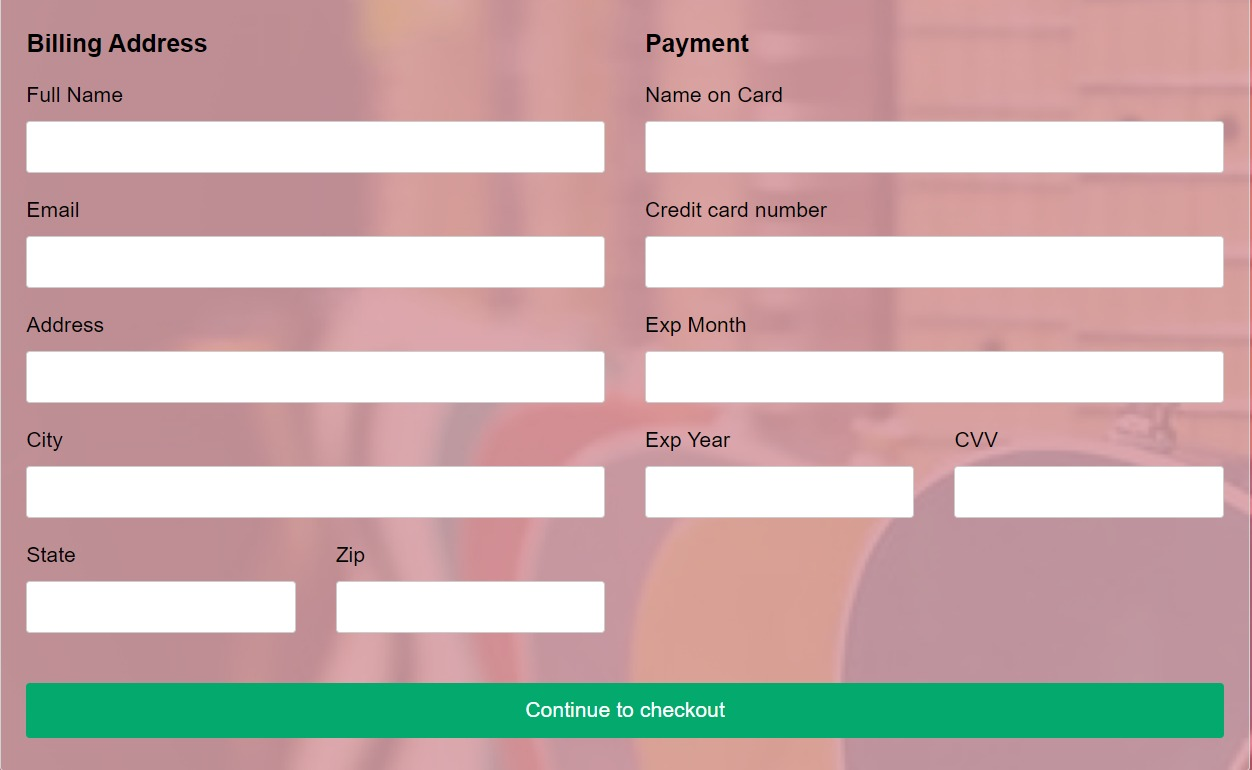 Billing Address
Full Name
Email
Address
City
State
Zip
Payment
Name on Card
Credit card number
Exp Month
Exp Year
CVV
Continue to checkout